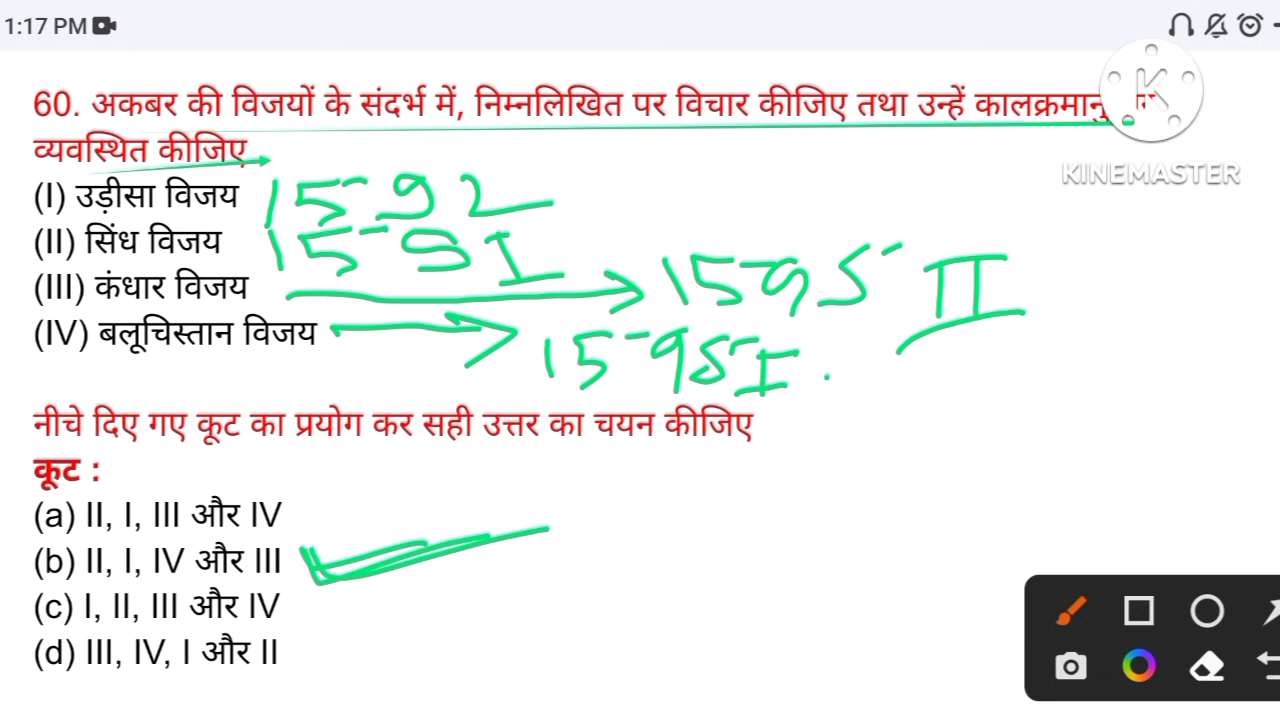 1:17 PM
60. अकबर की विजयों के संदर्भ में, निम्नलिखित पर विचार कीजिए तथा उन्हें
व्यवस्थित कीजिए
K
KINEMASTER
(I) उड़ीसा विजय 1592
(II) सिंध विजय 1591
(III) कंधार विजय 1595 II
(IV) बलूचिस्तान विजय 1595 I
नीचे दिए गए कूट का प्रयोग कर सही उत्तर का चयन कीजिए
कूट :
(a) II, I, III और IV
(b) II, I, IV और III
(c) I, II, III और IV
(d) III, IV, I और II